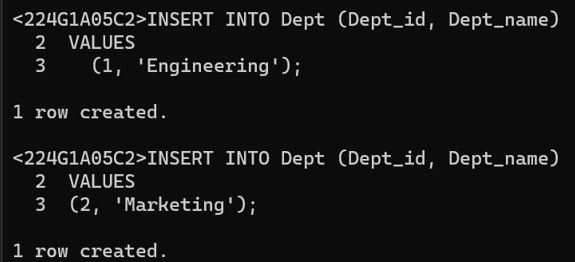 <224G1A05C2>INSERT INTO Dept (Dept_id, Dept_name)
2 VALUES
3 (1, 'Engineering');
1 row created.
<224G1A05C2>INSERT INTO Dept (Dept_id, Dept_name)
2 VALUES
3 (2, 'Marketing');
1 row created.